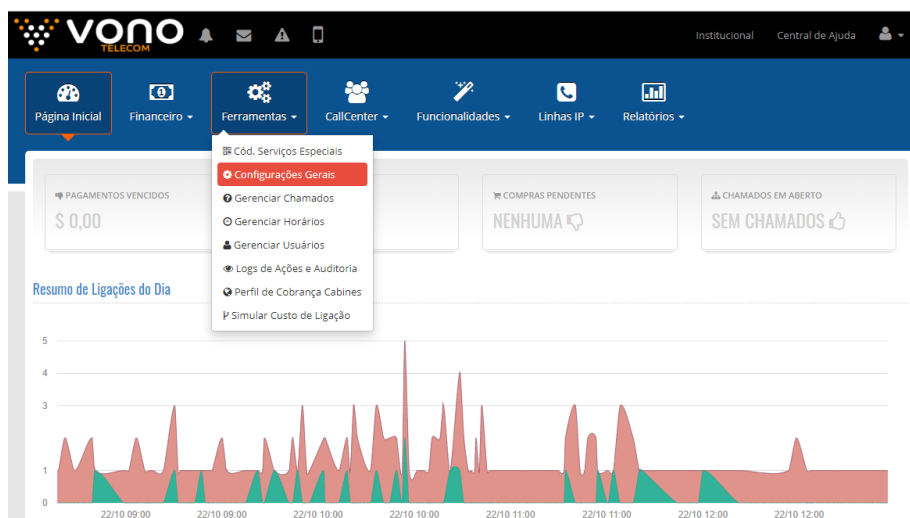 VONO
TELECOM
Institucional Central de Ajuda
Página Inicial Financeiro Ferramentas CallCenter Funcionalidades Linhas IP Relatórios
Cód. Serviços Especiais
Configurações Gerais
Gerenciar Chamados
Gerenciar Horários
Gerenciar Usuários
Logs de Ações e Auditoria
Perfil de Cobrança Cabines
Simular Custo de Ligação
PAGAMENTOS VENCIDOS
$ 0,00
COMPRAS PENDENTES
NENHUMA
CHAMADOS EM ABERTO
SEM CHAMADOS
Resumo de Ligações do Dia
5
4
3
1
0
22/10 09:00 22/10 09:00 22/10 10:00 22/10 10:00 22/10 11:00 22/10 11:00 22/10 12:00 22/10 12:00